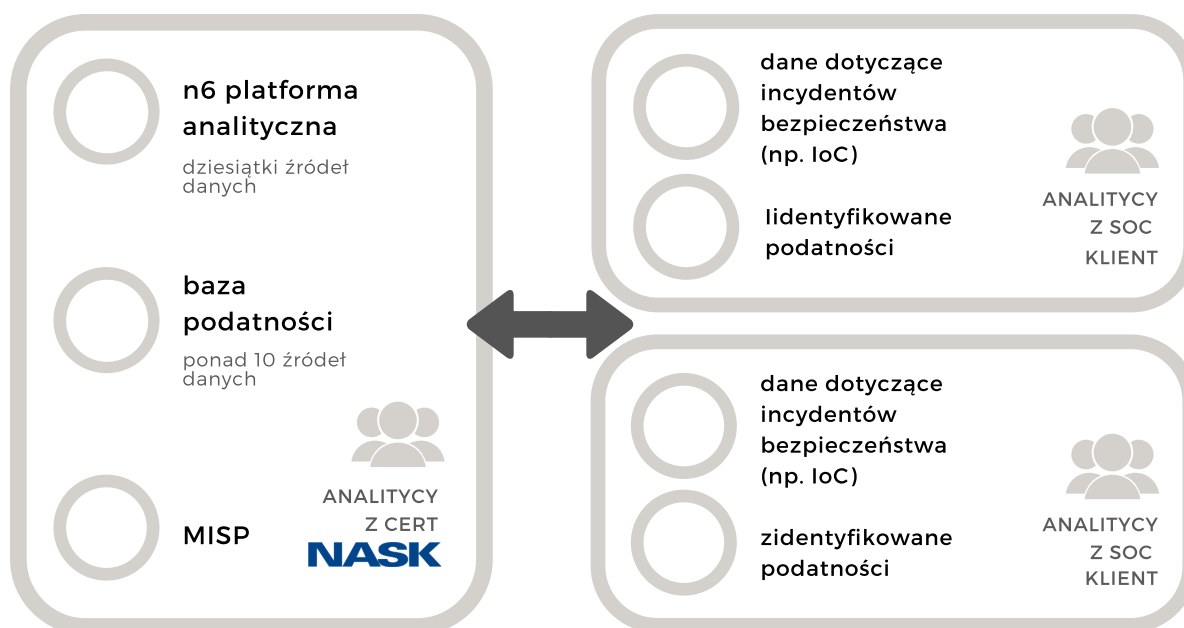 n6 platforma
analityczna
dziesiątki źródeł
danych
baza
podatności
ponad 10 źródeł
danych
MISP
ANALITYCY
Z CERT
NASK
dane dotyczące
incydentów
bezpieczeństwa
(np. IoC)
Iidentyfikowane
podatności
ANALITYCY
Z SOC
KLIENT
dane dotyczące
incydentów
bezpieczeństwa
(np. IoC)
zidentyfikowane
podatności
ANALITYCY
Z SOC
KLIENT